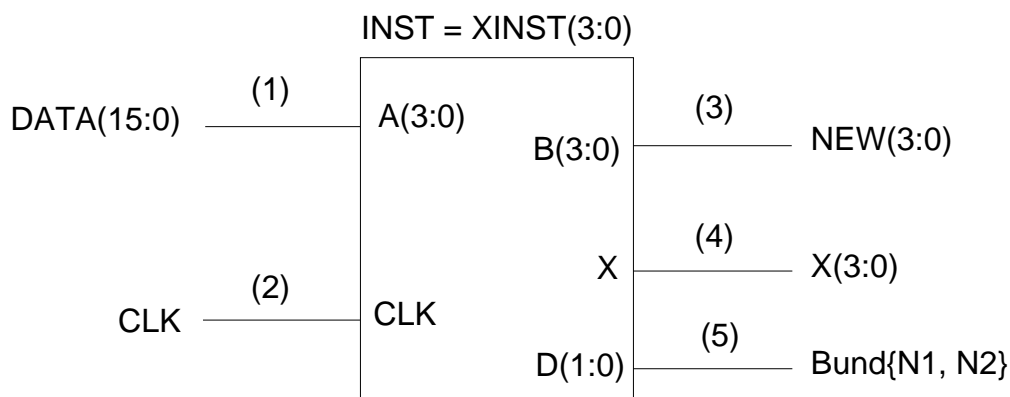 INST = XINST(3:0)
(1)
DATA(15:0)
A(3:0)
(3)
B(3:0)
NEW(3:0)
(4)
X
X(3:0)
(2)
CLK
CLK
(5)
D(1:0)
Bund{N1, N2}